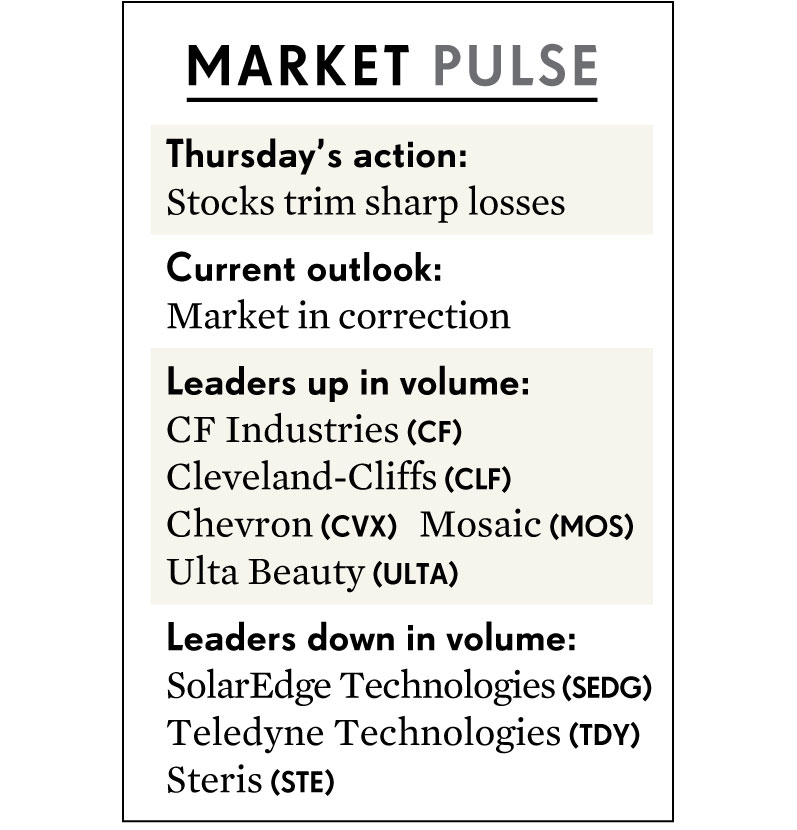 MARKET PULSE
Thursday’s action:
Stocks trim sharp losses
Current outlook:
Market in correction
Leaders up in volume:
CF Industries (CF)
Cleveland-Cliffs (CLF)
Chevron (CVX) Mosaic (MOS)
Ulta Beauty (ULTA)
Leaders down in volume:
SolarEdge Technologies (SEDG)
Teledyne Technologies (TDY)
Steris (STE)